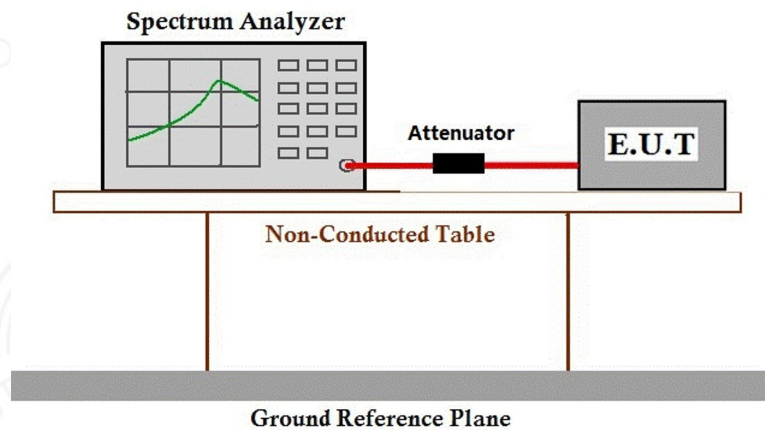 Spectrum Analyzer
Attenuator
E.U.T
Non-Conducted Table
Ground Reference Plane